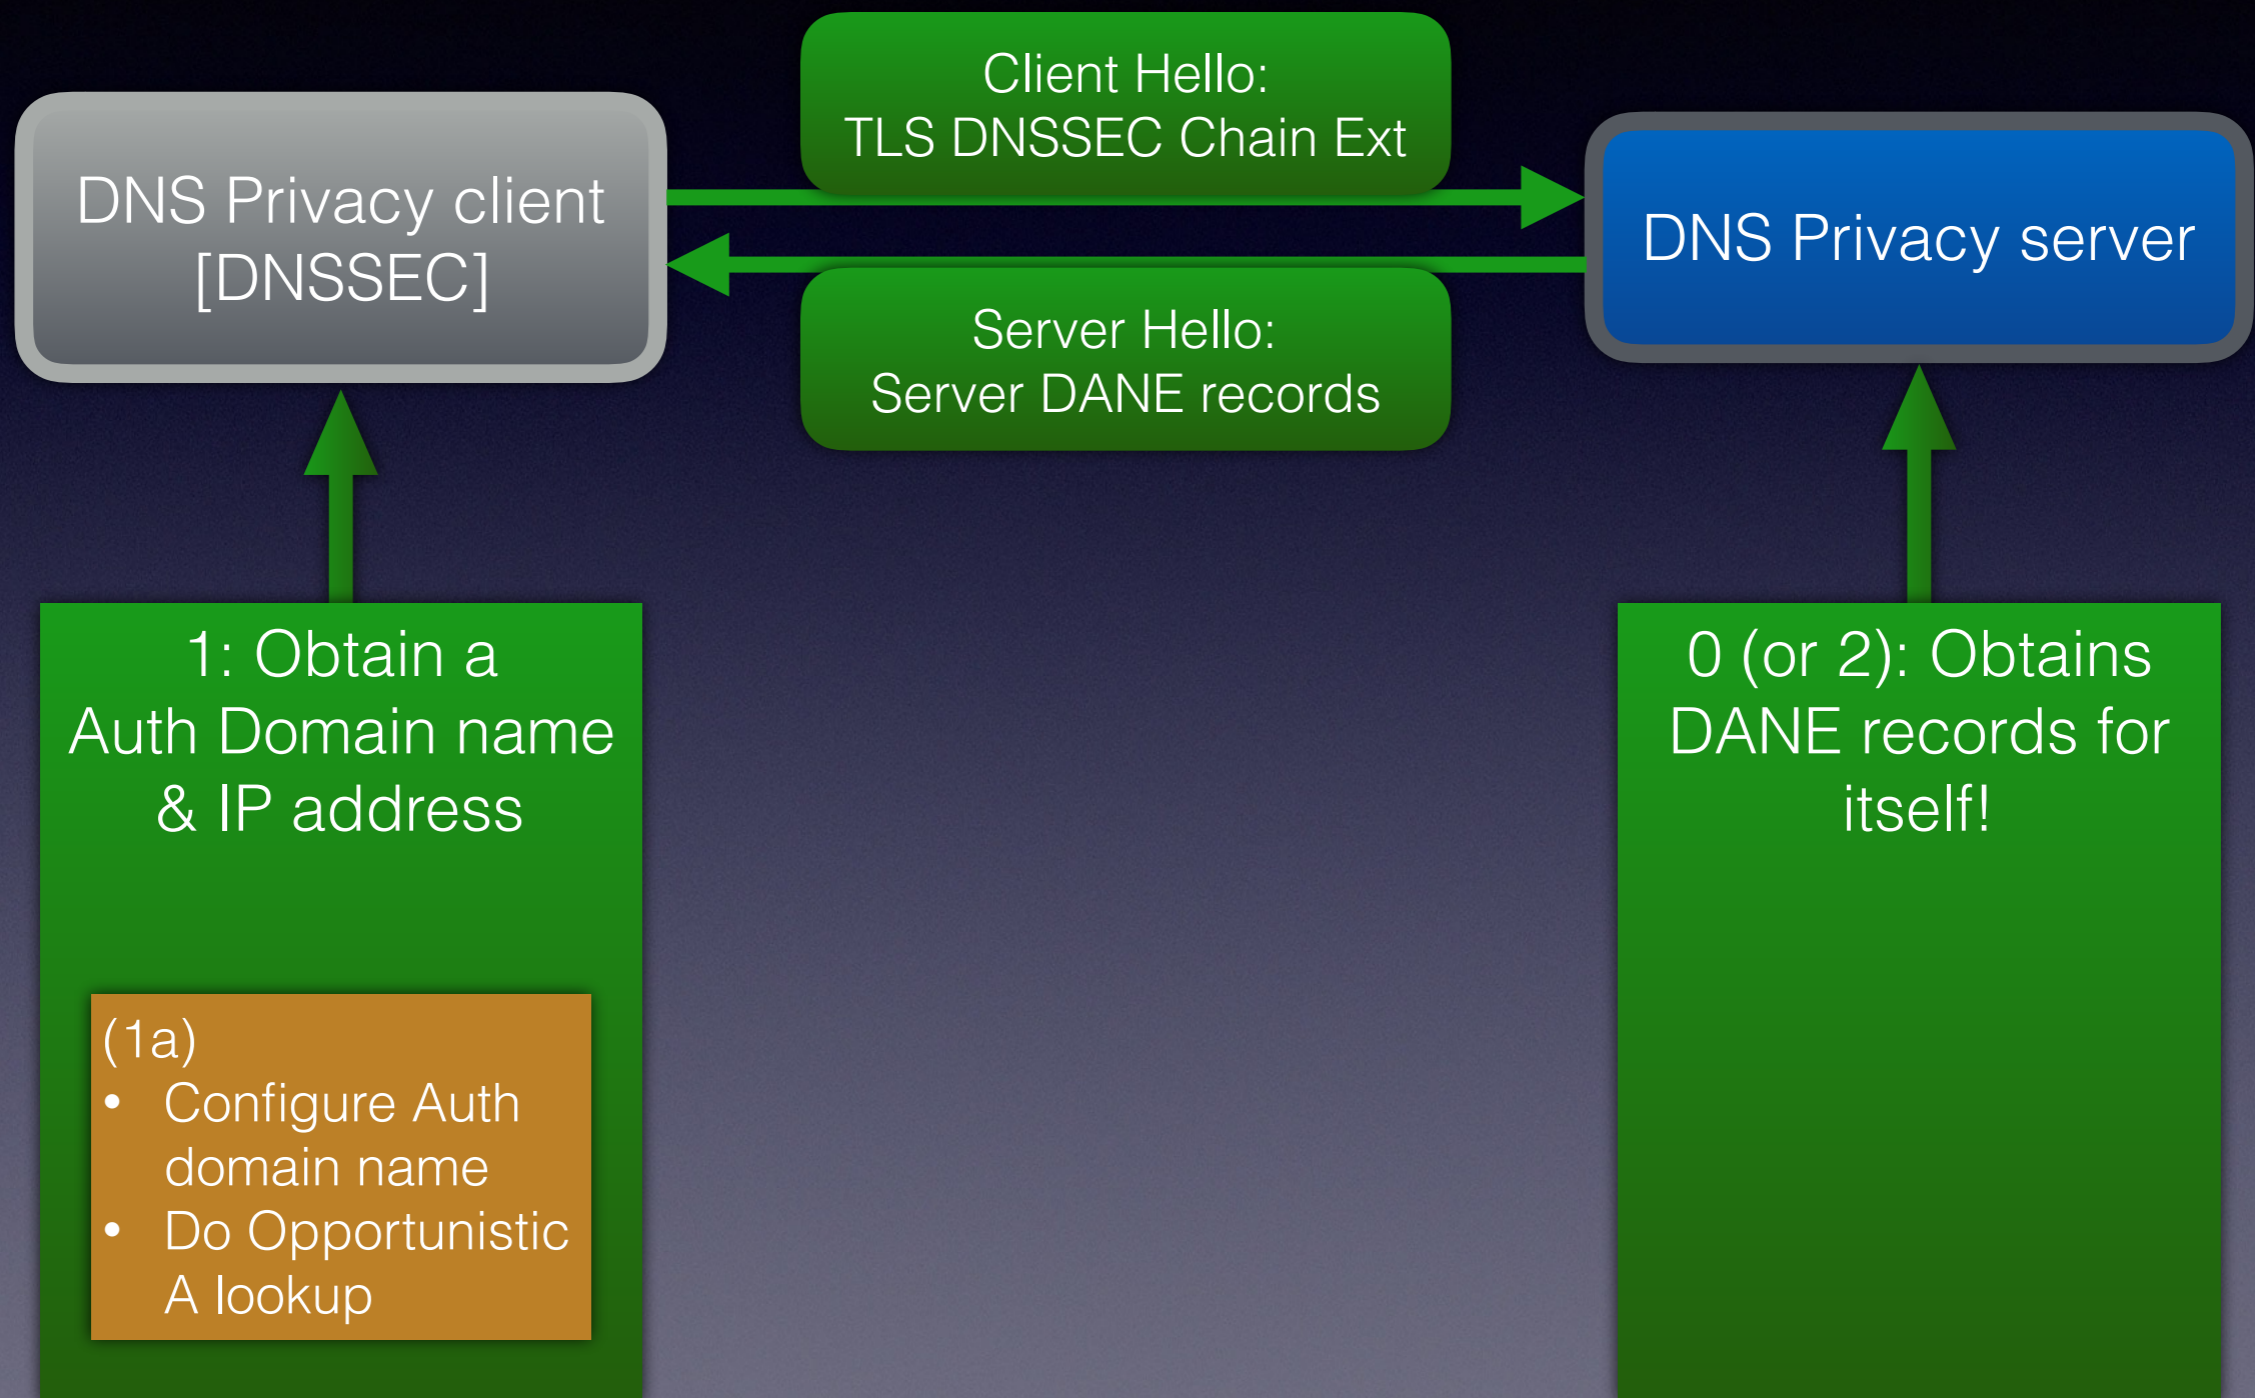 Client Hello:
TLS DNSSEC Chain Ext
DNS Privacy client
[DNSSEC]
DNS Privacy server
Server Hello:
Server DANE records
1: Obtain a
Auth Domain name
& IP address
(1a)
• Configure Auth
domain name
• Do Opportunistic
A lookup
0 (or 2): Obtains
DANE records for
itself!